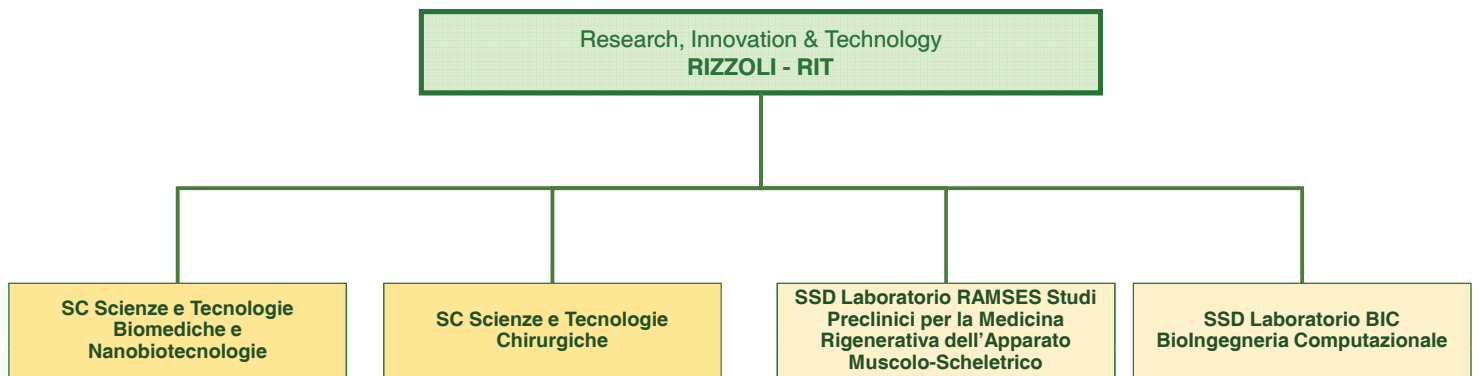 Research, Innovation & Technology
RIZZOLI - RIT
SC Scienze e Tecnologie
Biomediche e
Nanobiotecnologie
SC Scienze e Tecnologie
Chirurgiche
SSD Laboratorio RAMSES Studi
Preclinici per la Medicina
Rigenerativa dell'Apparato
Muscolo-Scheletrico
SSD Laboratorio BIC
BioIngegneria Computazionale